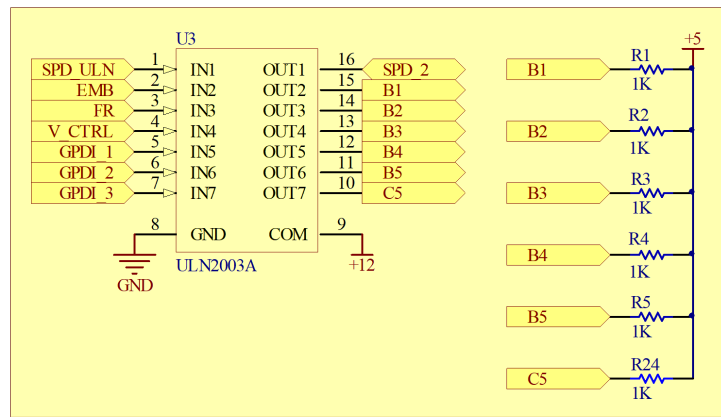 U3
1 16
SPD_ULN IN1 OUT1 SPD_2
2 15
EMB IN2 OUT2 B1
3 14
FR IN3 OUT3 B2
4 13
V_CTRL IN4 OUT4 B3
5 12
GPDI_1 IN5 OUT5 B4
6 11
GPDI_2 IN6 OUT6 B5
7 10
GPDI_3 IN7 OUT7 C5
8 9
GND COM
GND
+12
ULN2003A
+5
R1
B1
1K
R2
B2
1K
R3
B3
1K
R4
B4
1K
R5
B5
1K
R24
C5
1K